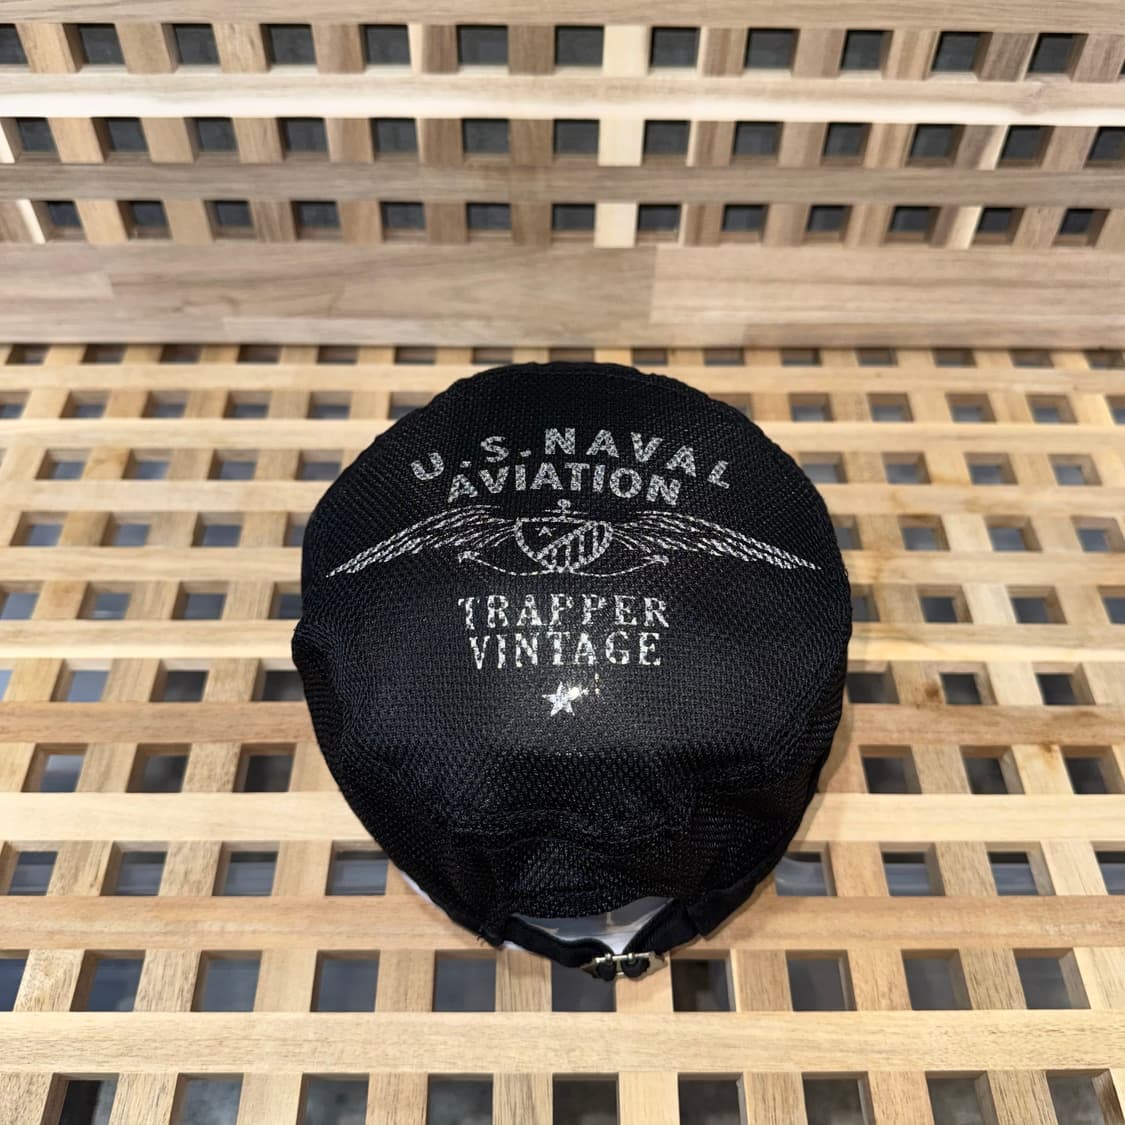 U.S. NAVAL
AVIATION
TRAPPER
VINTAGE